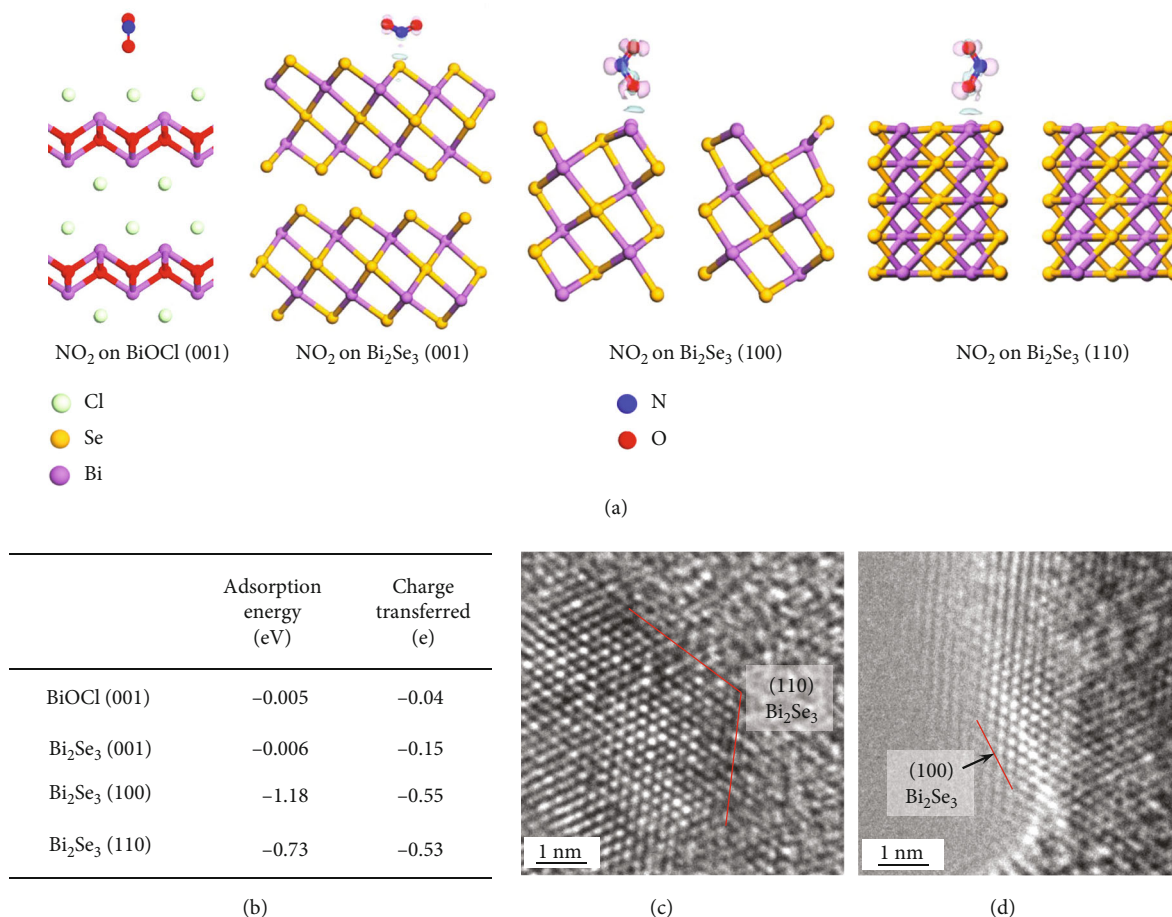 NO₂ on BiOCl (001)
NO₂ on Bi₂Se₃ (001)
NO₂ on Bi₂Se₃ (100)
NO₂ on Bi₂Se₃ (110)
Cl
Se
Bi
N
O
(a)
Adsorption energy (eV)
Charge transferred (e)
BiOCl (001) –0.005 –0.04
Bi₂Se₃ (001) –0.006 –0.15
Bi₂Se₃ (100) –1.18 –0.55
Bi₂Se₃ (110) –0.73 –0.53
(b)
(110)
Bi₂Se₃
1 nm
(c)
(100)
Bi₂Se₃
1 nm
(d)